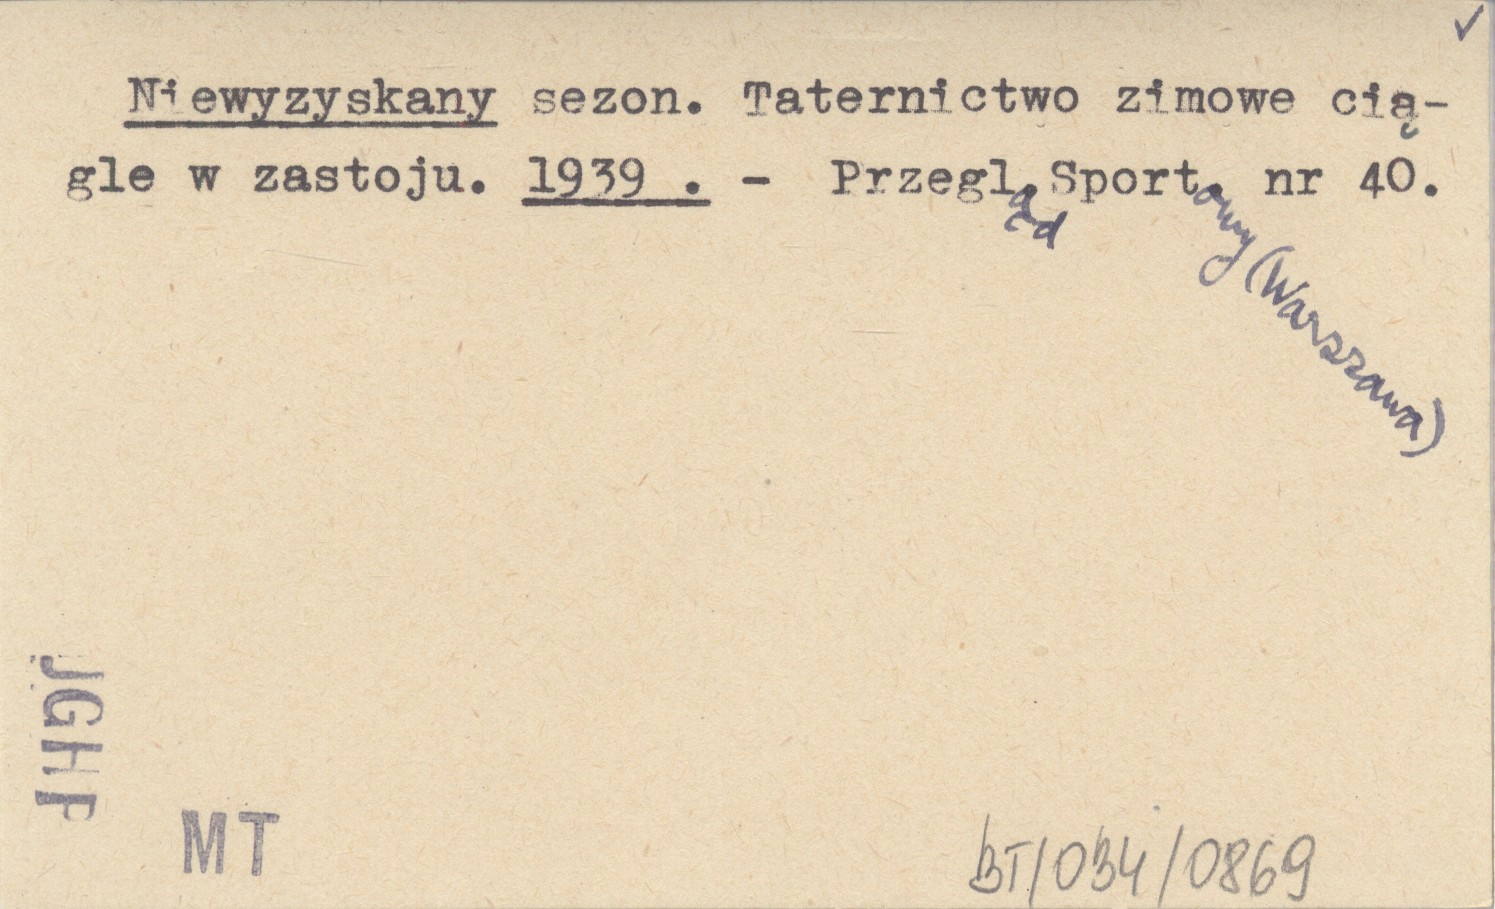 ✓
Niewyzyskany sezon. Taternictwo zimowe cią-
gle w zastoju. 1939 . - Przegl. Sport. nr 40.
ąd owy (Warszawa)
JGHP
MT
BT/034/0869